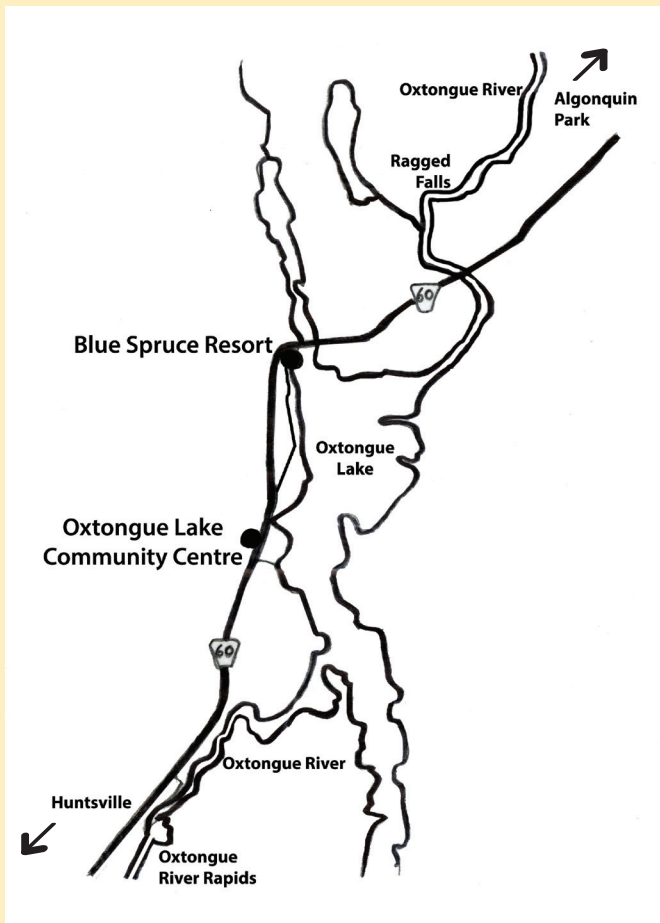 Oxtongue River
Algonquin
Park
Ragged
Falls
60
Blue Spruce Resort
Oxtongue
Lake
Oxtongue Lake
Community Centre
60
Oxtongue River
Huntsville
Oxtongue
River Rapids